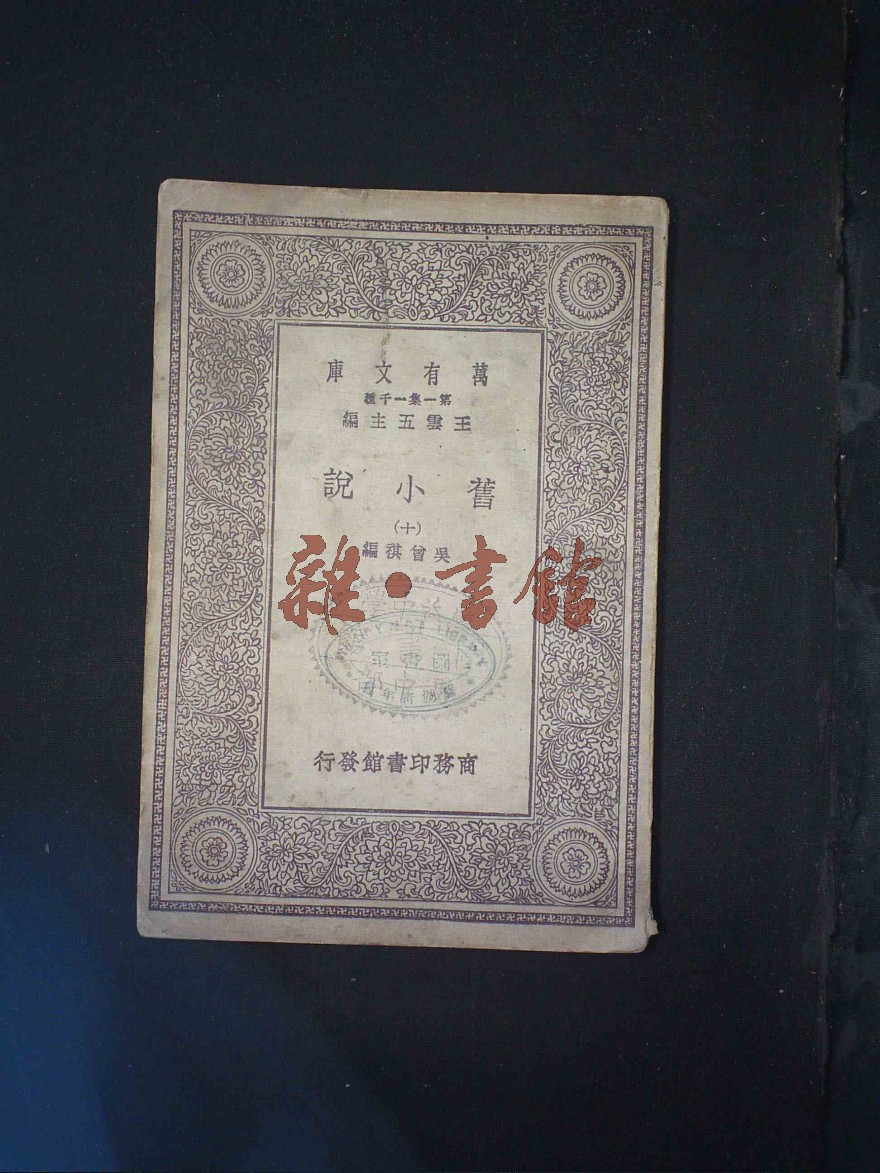 萬有文庫
第一集一千種
王雲五主編
舊小說
(十)
吳曾祺編
雜·書館
商務印書館發行